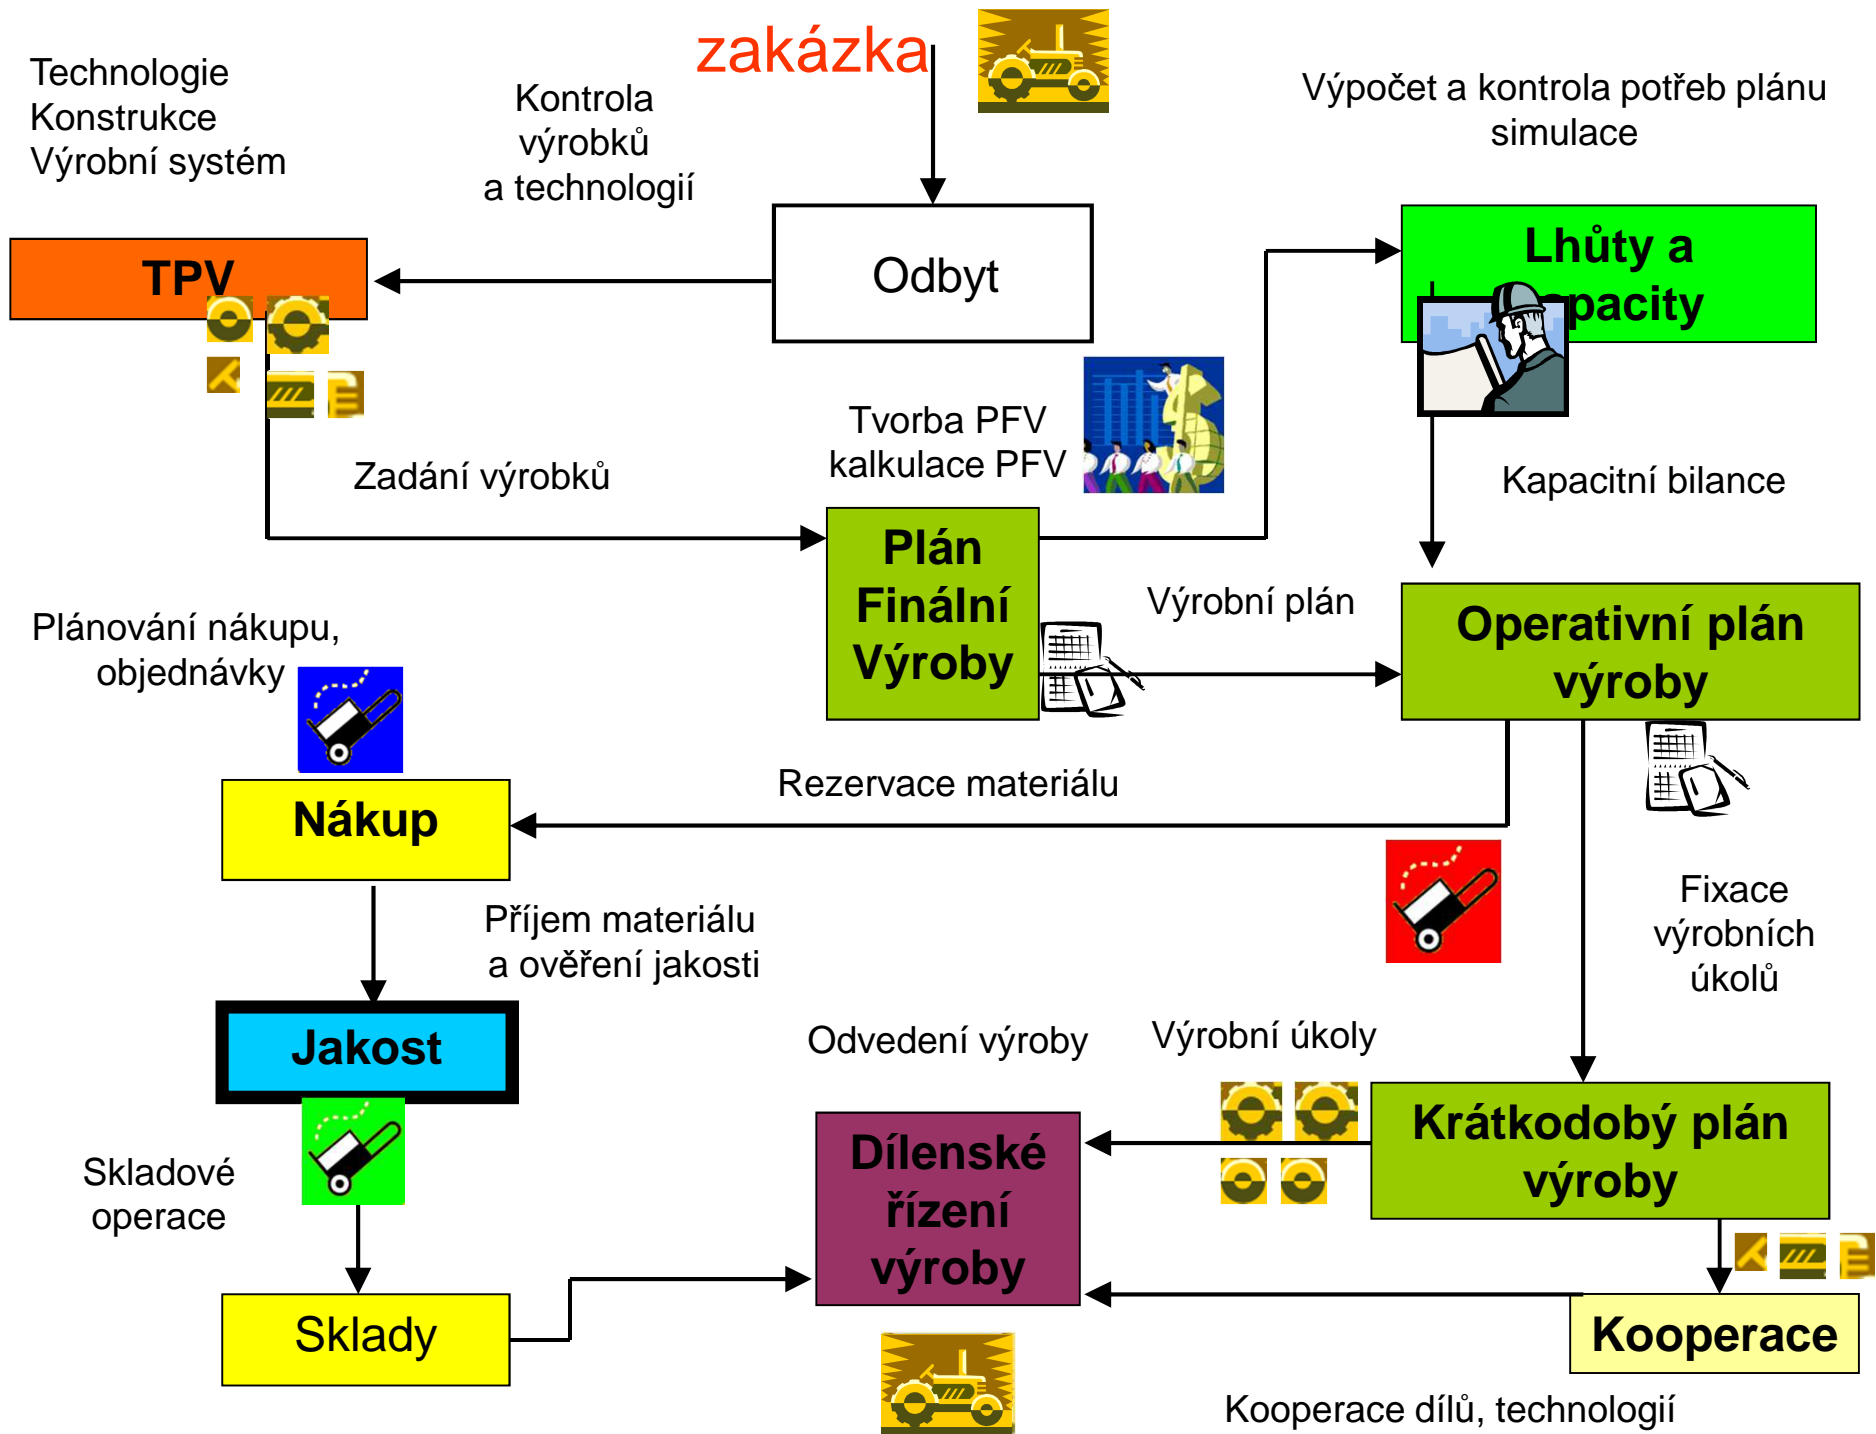 zakázka
Technologie
Konstrukce
Výrobní systém
Kontrola
výrobků
a technologií
Výpočet a kontrola potřeb plánu
simulace
TPV
Odbyt
Lhůty a
pacity
Tvorba PFV
kalkulace PFV
Zadání výrobků
Kapacitní bilance
Plán
Finální
Výroby
Výrobní plán
Operativní plán
výroby
Plánování nákupu,
objednávky
Rezervace materiálu
Nákup
Příjem materiálu
a ověření jakosti
Fixace
výrobních
úkolů
Jakost
Odvedení výroby
Výrobní úkoly
Skladové
operace
Dílenské
řízení
výroby
Krátkodobý plán
výroby
Sklady
Kooperace
Kooperace dílů, technologií